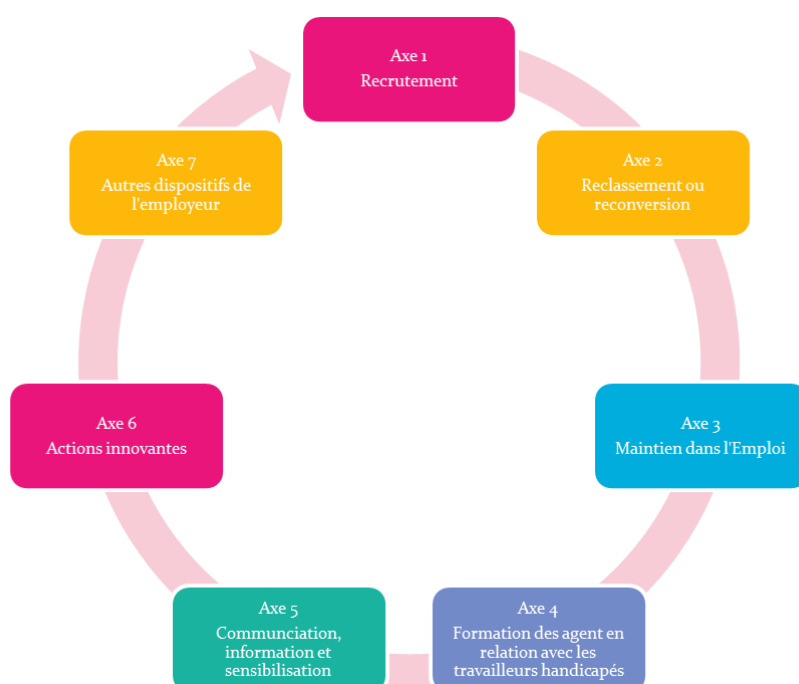 Axe 1
Recrutement
Axe 2
Reclassement ou
reconversion
Axe 3
Maintien dans l'Emploi
Axe 4
Formation des agent en
relation avec les
travailleurs handicapés
Axe 5
Communciation,
information et
sensibilisation
Axe 6
Actions innovantes
Axe 7
Autres dispositifs de
l'employeur